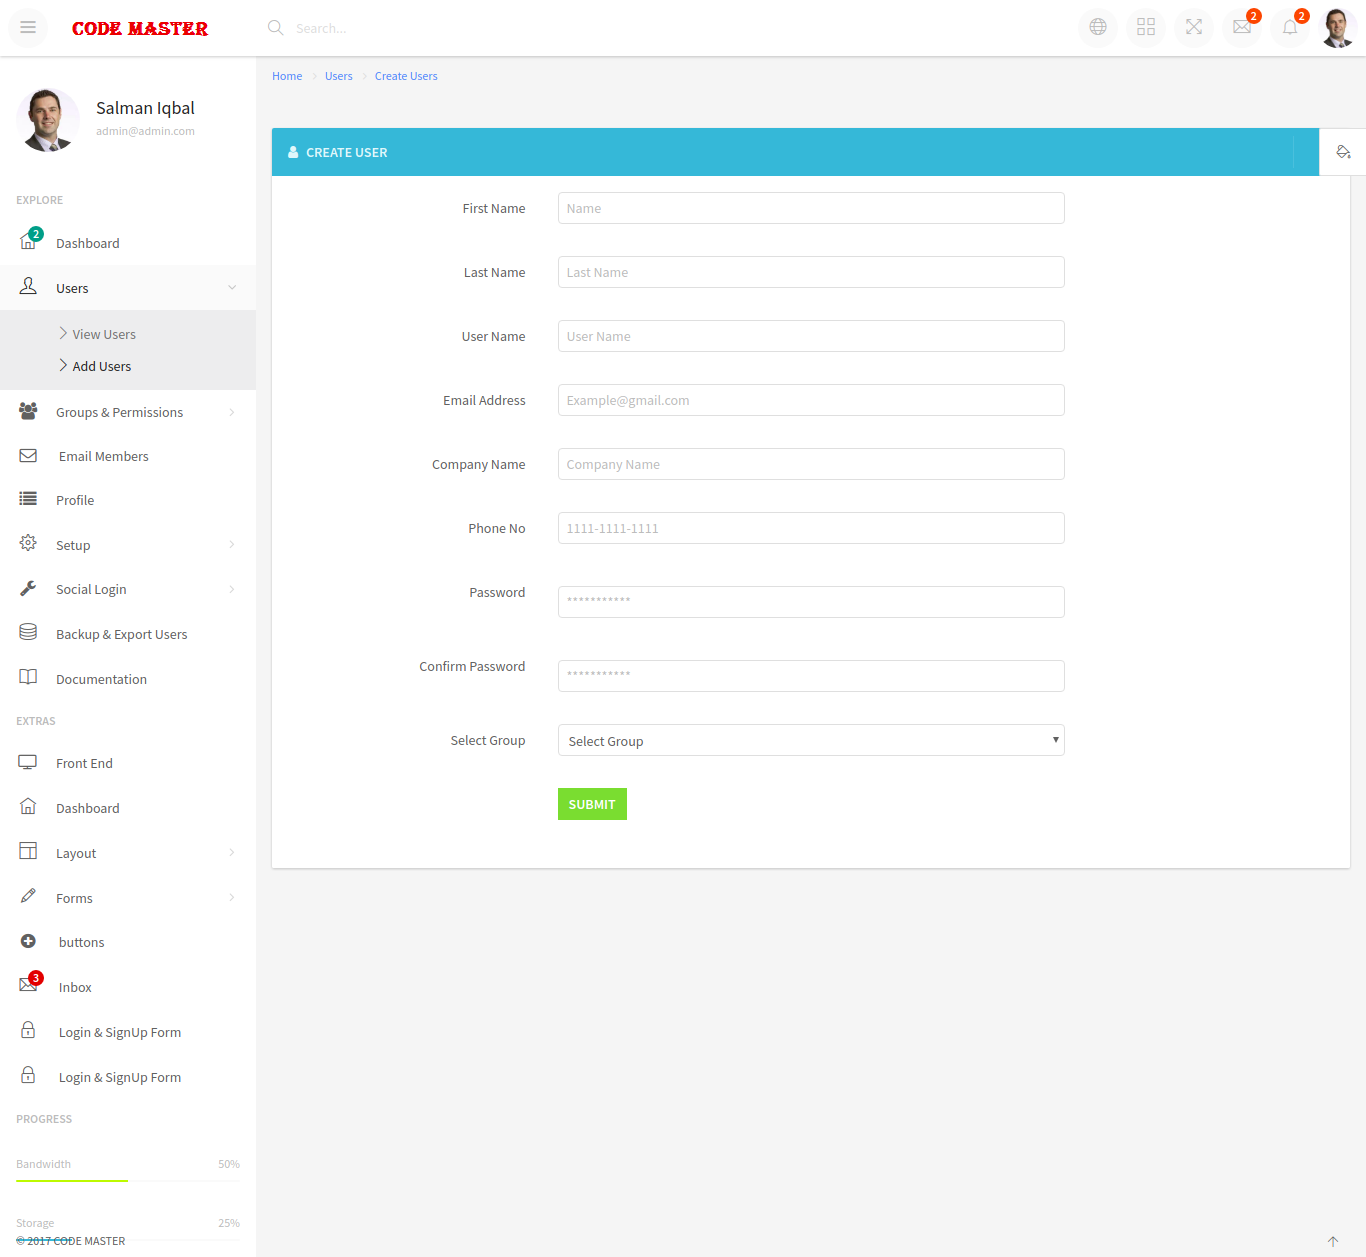 CODE MASTER
Search...
2
2
Salman Iqbal
admin@admin.com
EXPLORE
2
Dashboard
Users
View Users
Add Users
Groups & Permissions
Email Members
Profile
Setup
Social Login
Backup & Export Users
Documentation
EXTRAS
Front End
Dashboard
Layout
Forms
buttons
3
Inbox
Login & SignUp Form
Login & SignUp Form
PROGRESS
Bandwidth 50%
Storage 25%
© 2017 CODE MASTER
Home Users Create Users
CREATE USER
First Name Name
Last Name Last Name
User Name User Name
Email Address Example@gmail.com
Company Name Company Name
Phone No 1111-1111-1111
Password ***********
Confirm Password ***********
Select Group Select Group
SUBMIT